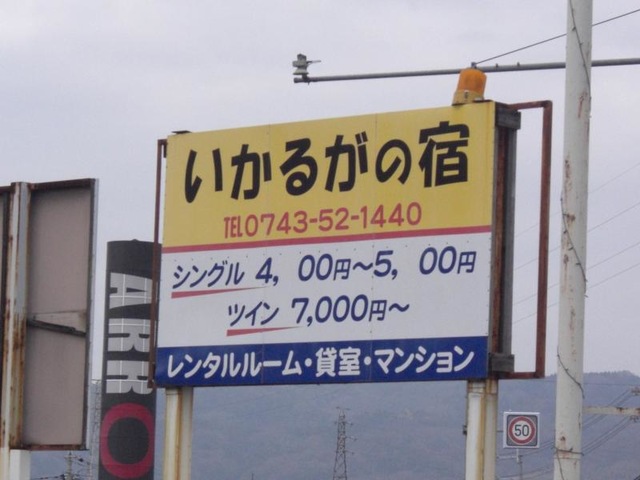 いかるがの宿
TEL0743-52-1440
シングル 4, 00円～5, 00円
ツイン 7,000円～
レンタルルーム・貸室・マンション
ARRO
50